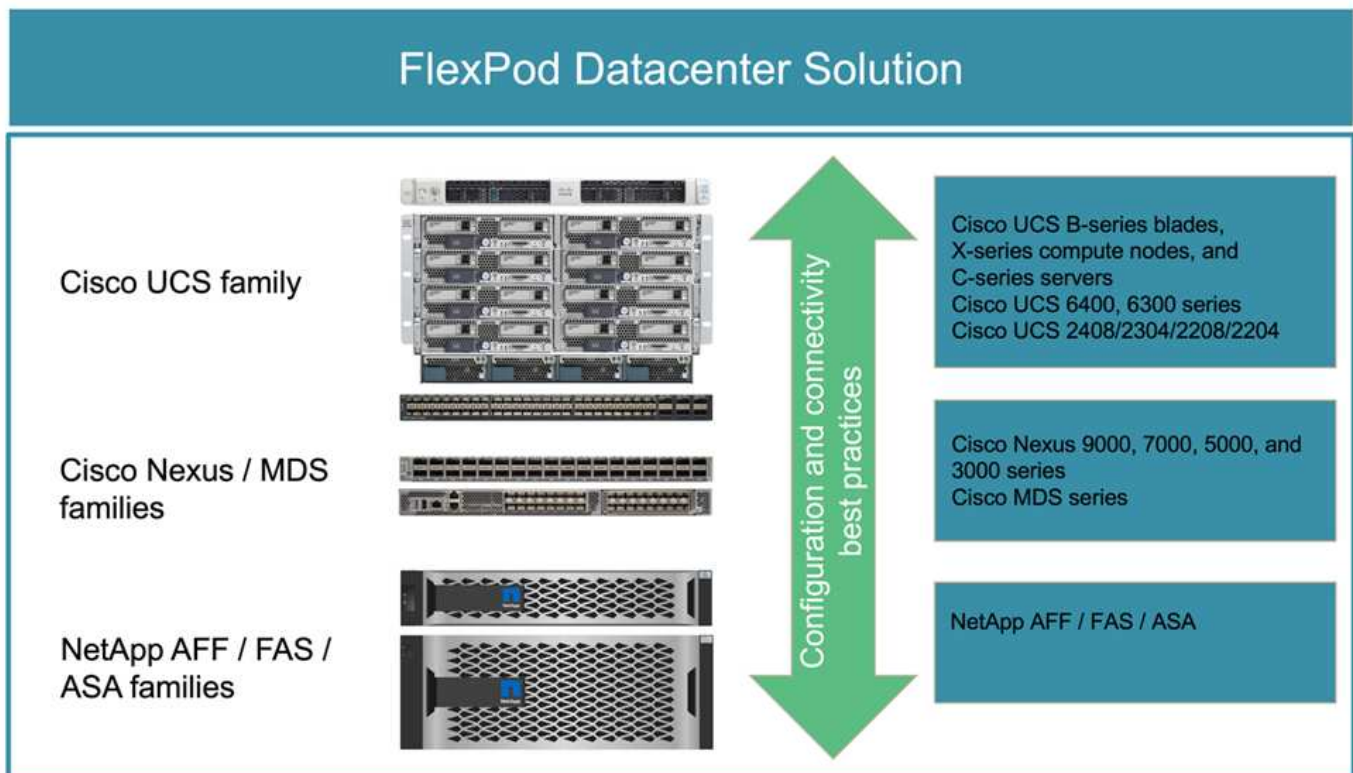 FlexPod Datacenter Solution
Cisco UCS family
Cisco UCS B-series blades,
X-series compute nodes, and
C-series servers
Cisco UCS 6400, 6300 series
Cisco UCS 2408/2304/2208/2204
Configuration and connectivity
best practices
Cisco Nexus / MDS
families
Cisco Nexus 9000, 7000, 5000, and
3000 series
Cisco MDS series
NetApp AFF / FAS /
ASA families
NetApp
NetApp
NetApp AFF / FAS / ASA